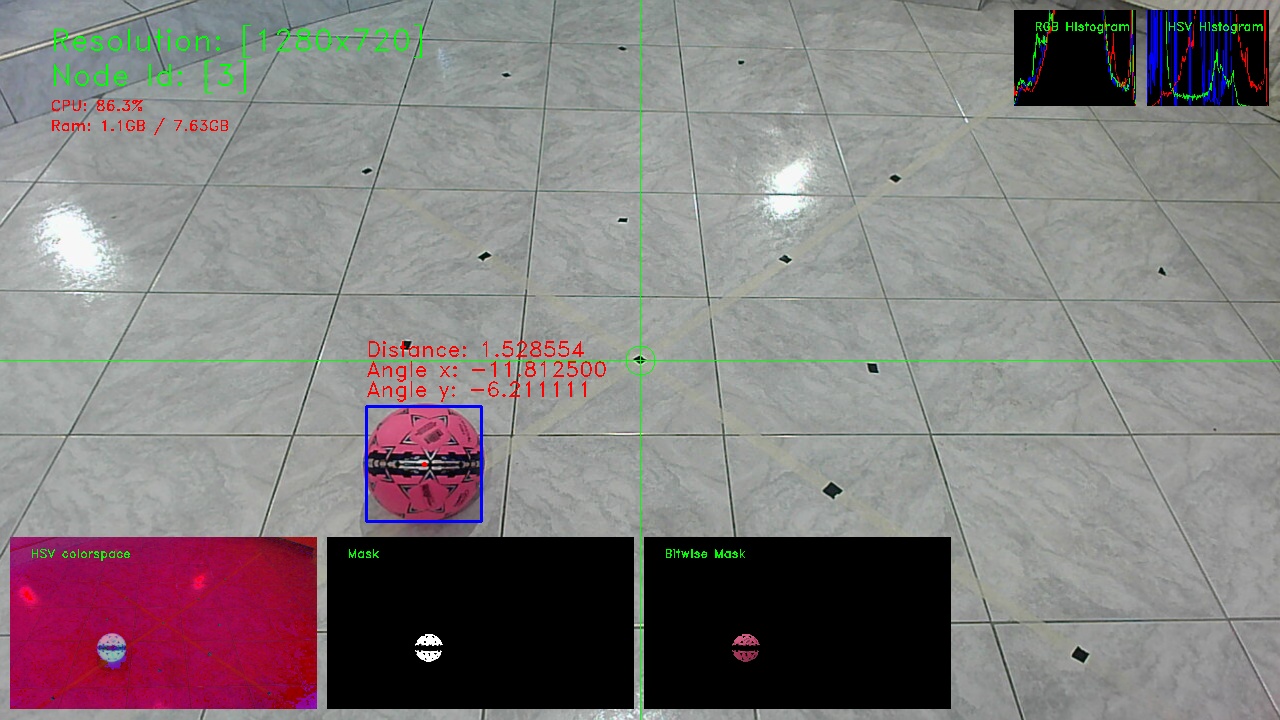 Resolution: [1280x720]
Node Id: [3]
CPU: 86.3%
Ram: 1.1GB / 7.63GB
RGB Histogram
HSV Histogram
Distance: 1.528554
Angle x: -11.812500
Angle y: -6.211111
HSV colorspace
Mask
Bitwise Mask